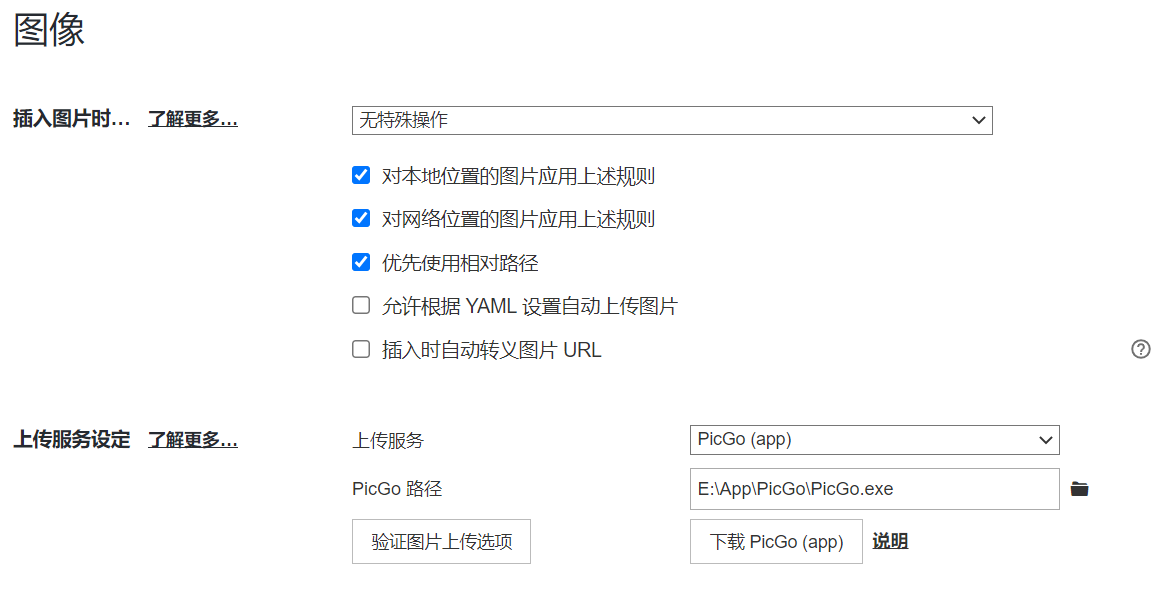 图像
插入图片时… 了解更多… 无特殊操作
对本地位置的图片应用上述规则
对网络位置的图片应用上述规则
优先使用相对路径
允许根据 YAML 设置自动上传图片
插入时自动转义图片 URL
上传服务设定 了解更多… 上传服务 PicGo (app)
PicGo 路径 E:\App\PicGo\PicGo.exe
验证图片上传选项 下载 PicGo (app) 说明